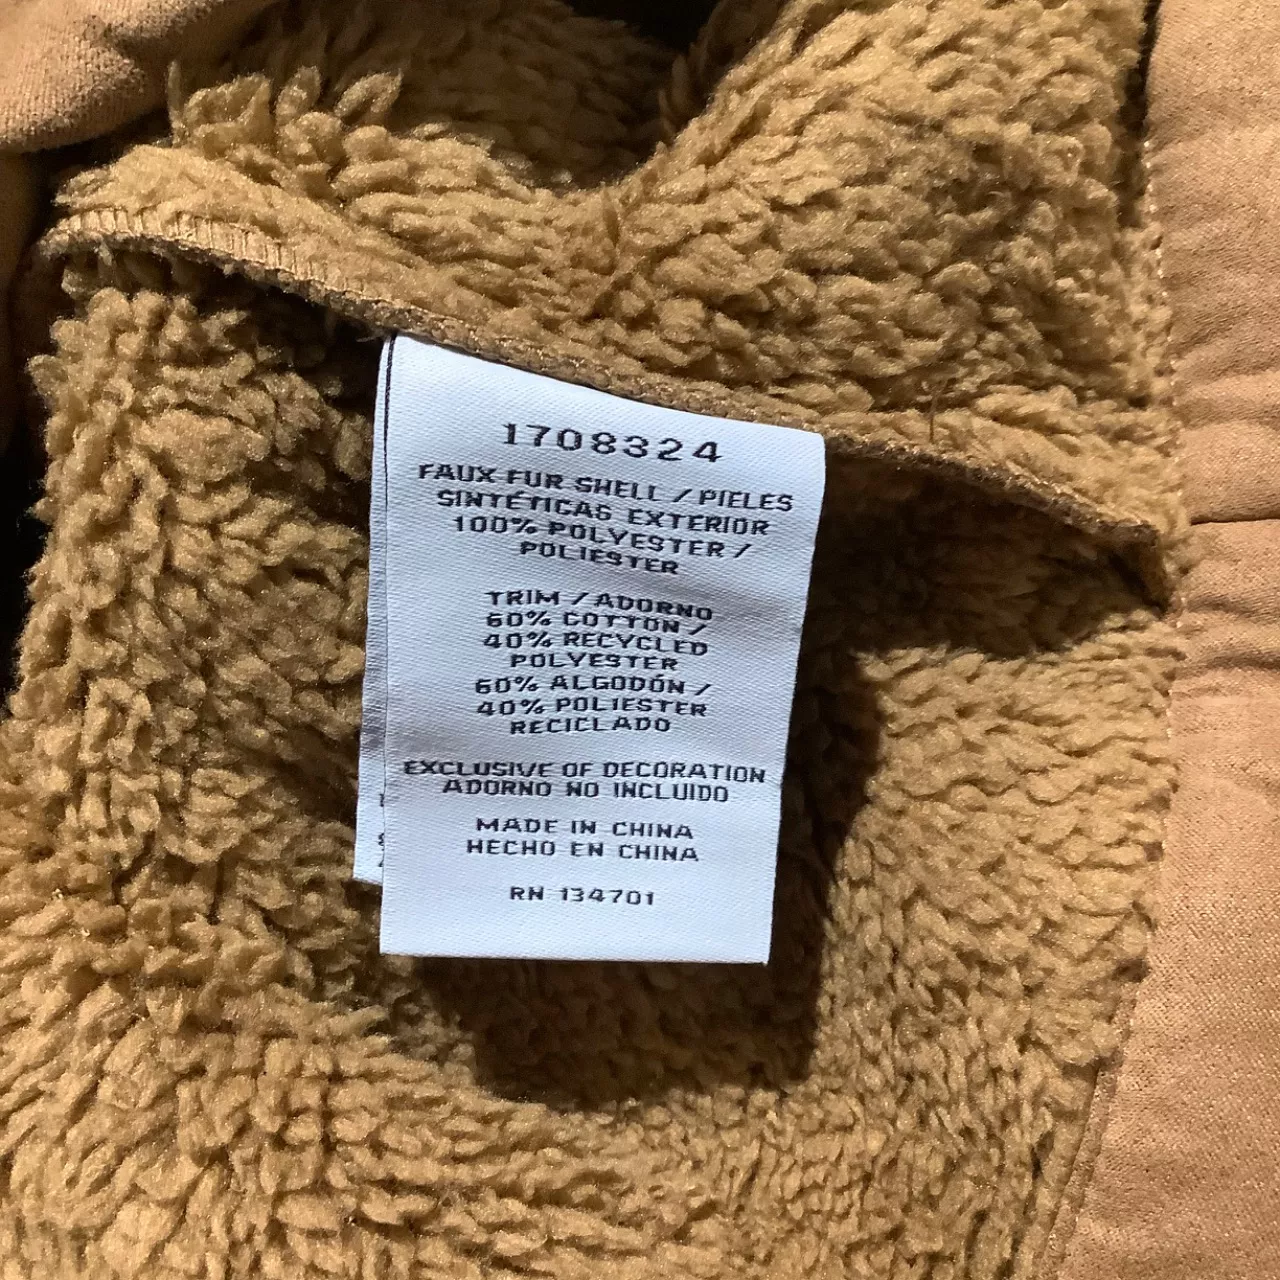 1708324
FAUX FUR SHELL / PIELES
SINTÉTICAS EXTERIOR
100% POLYESTER /
POLIESTER
TRIM / ADORNO
60% COTTON /
40% RECYCLED
POLYESTER
60% ALGODÓN /
40% POLIESTER
RECICLADO
EXCLUSIVE OF DECORATION
ADORNO NO INCLUIDO
MADE IN CHINA
HECHO EN CHINA
RN 134701